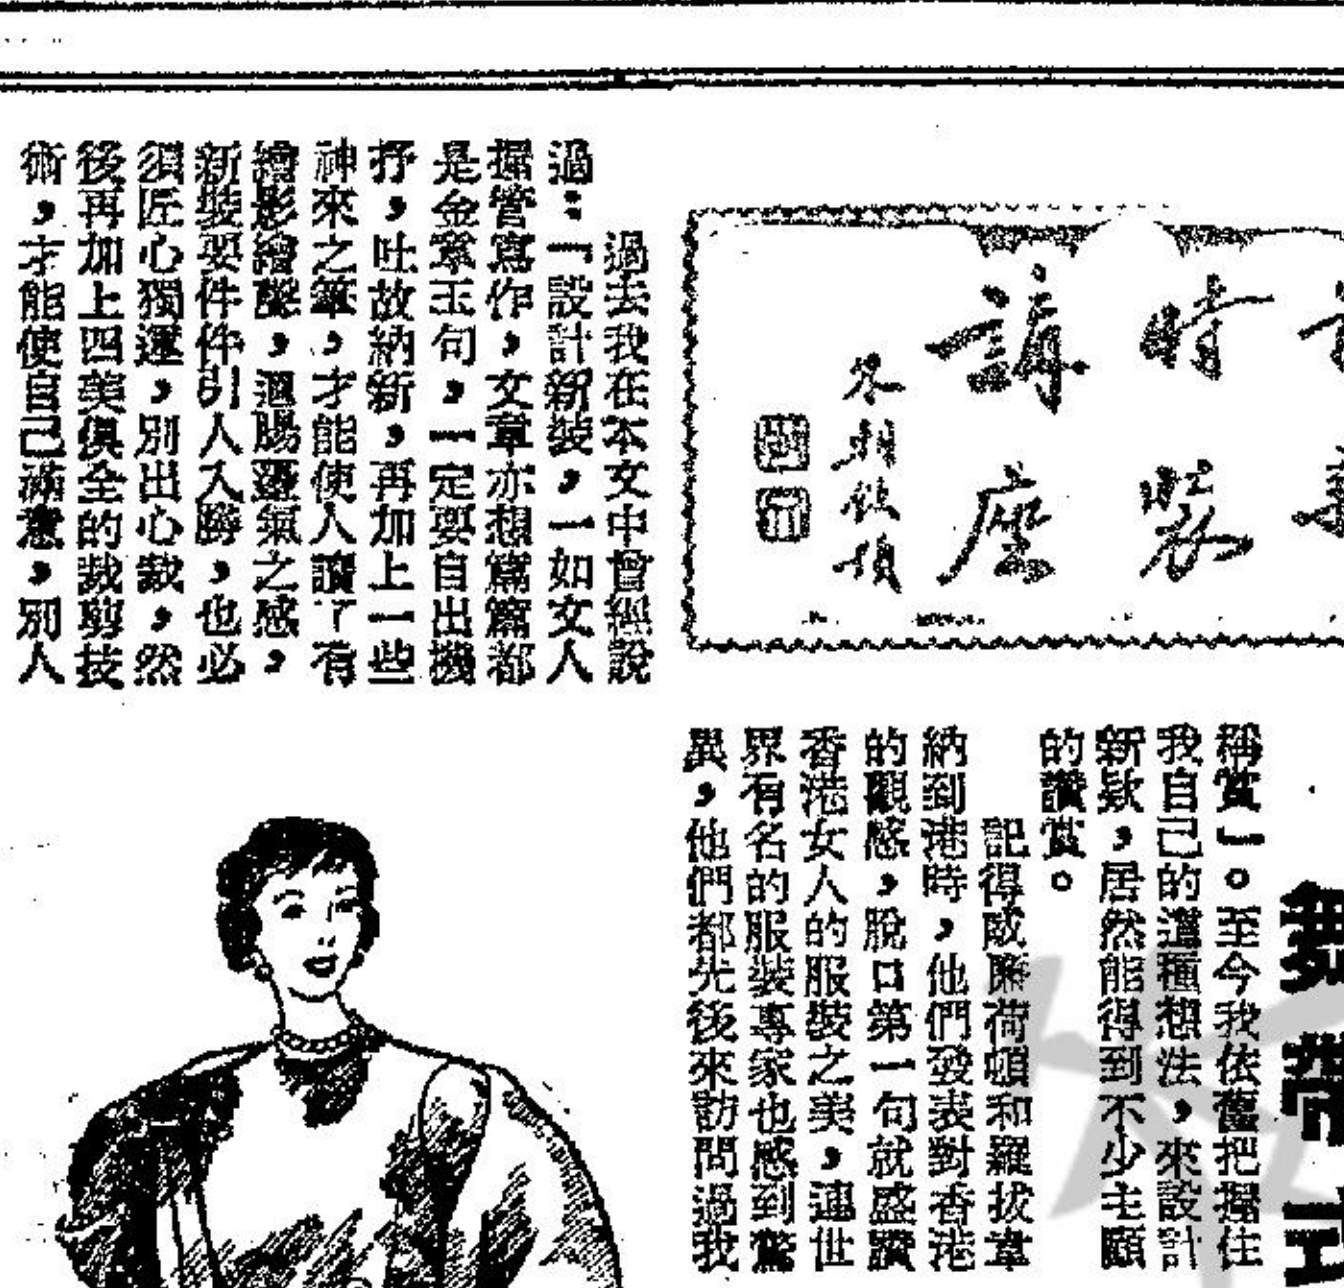 時裝
講座
過去我在本文中曾經說
過：「設計新裝，一如文人
握管寫作，文章亦想篇篇都
是金章玉句，一定要自出機
抒，吐故納新，再加上一些
神來之筆，才能使人讀了有
繪影繪聲，迴腸盪氣之感，
新裝要件件引人入勝，也必
須匠心獨運，別出心裁，然
後再加上四美俱全的裁剪技
術，才能使自己滿意，別人
稱賞」。至今我依舊把握住
我自己的這種想法，來設計
新款，居然能得到不少主顧
的讚賞。
記得威廉荷頓和羅拔韋
納到港時，他們發表對香港
的觀感，脫口第一句就盛讚
香港女人的服裝之美，連世
界有名的服裝專家也感到驚
異，他們都先後來訪問過我